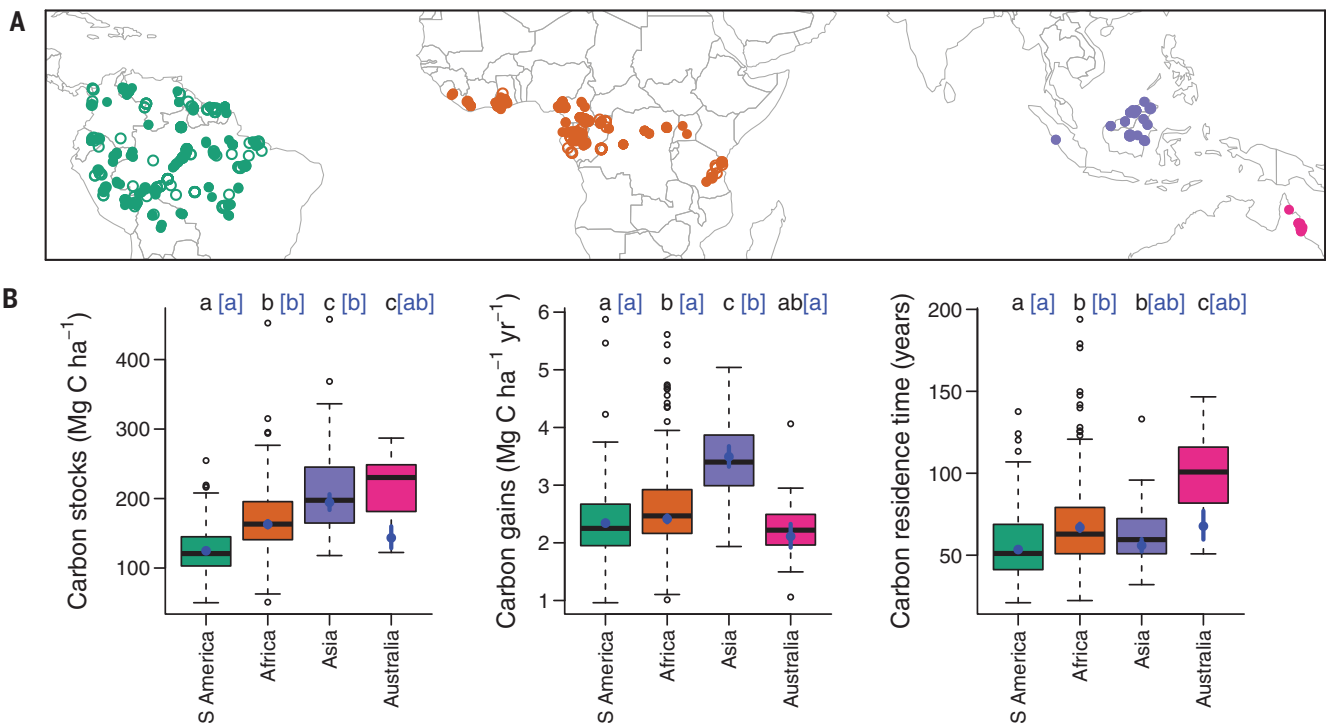 A
B
a [a] b [b] c [b] c[ab]
Carbon stocks (Mg C ha−1)
400
300
200
100
S America
Africa
Asia
Australia
a [a] b [a] c [b] ab[a]
Carbon gains (Mg C ha−1 yr−1)
6
5
4
3
2
1
S America
Africa
Asia
Australia
a [a] b [b] b[ab] c[ab]
Carbon residence time (years)
200
150
100
50
S America
Africa
Asia
Australia